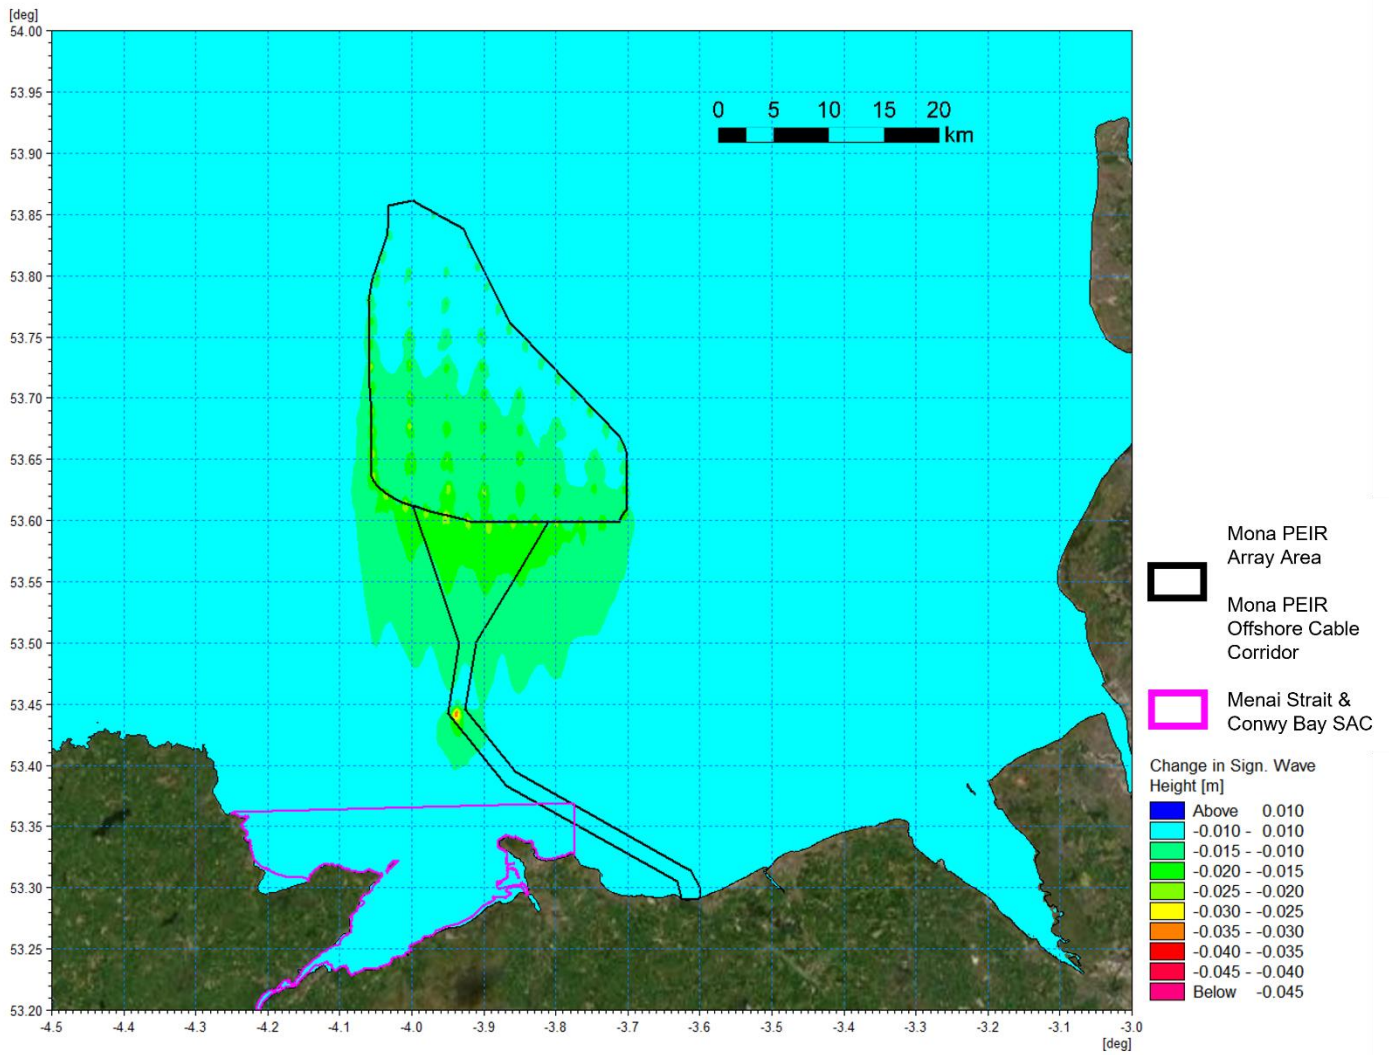 [deg]
54.00
53.95
53.90
53.85
53.80
53.75
53.70
53.65
53.60
53.55
53.50
53.45
53.40
53.35
53.30
53.25
53.20
0 5 10 15 20
km
-4.5 -4.4 -4.3 -4.2 -4.1 -4.0 -3.9 -3.8 -3.7 -3.6 -3.5 -3.4 -3.3 -3.2 -3.1 -3.0
[deg]
Mona PEIR
Array Area
Mona PEIR
Offshore Cable
Corridor
Menai Strait &
Conwy Bay SAC
Change in Sign. Wave
Height [m]
Above 0.010
-0.010 - 0.010
-0.015 - -0.010
-0.020 - -0.015
-0.025 - -0.020
-0.030 - -0.025
-0.035 - -0.030
-0.040 - -0.035
-0.045 - -0.040
Below -0.045